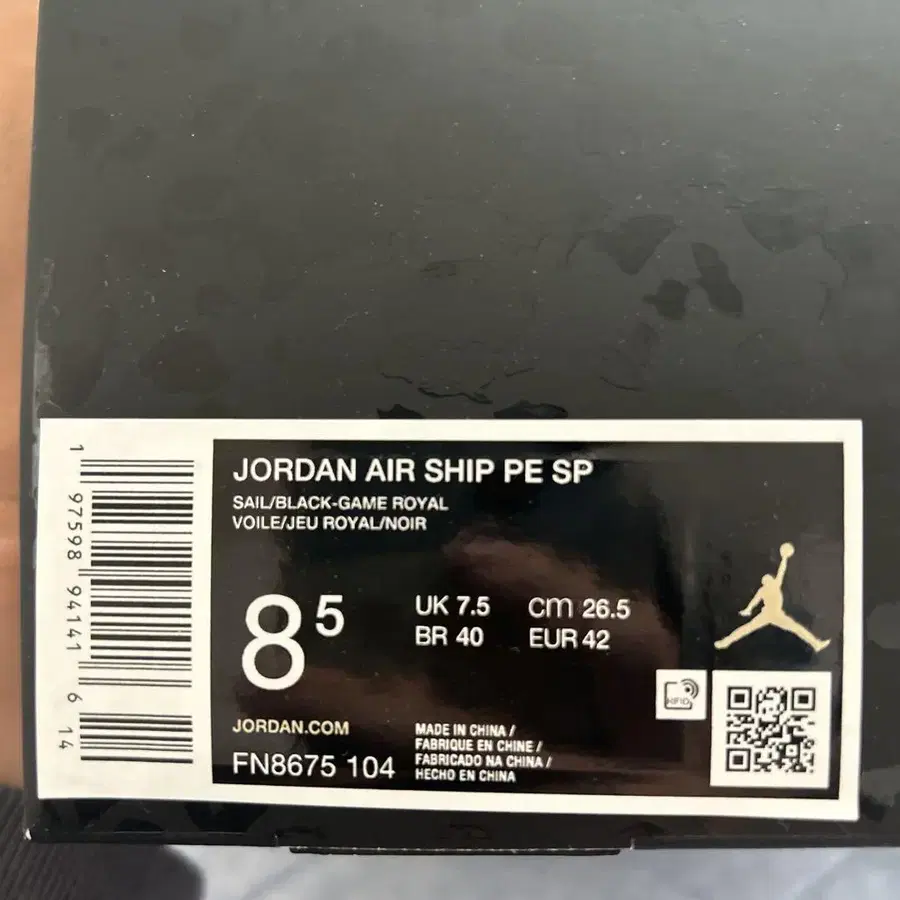 1 97598 94141 6 14
JORDAN AIR SHIP PE SP
SAIL/BLACK-GAME ROYAL
VOILE/JEU ROYAL/NOIR
8 5
UK 7.5 cm 26.5
BR 40 EUR 42
RFID
JORDAN.COM
FN8675 104
MADE IN CHINA /
FABRIQUE EN CHINE /
FABRICADO NA CHINA /
HECHO EN CHINA